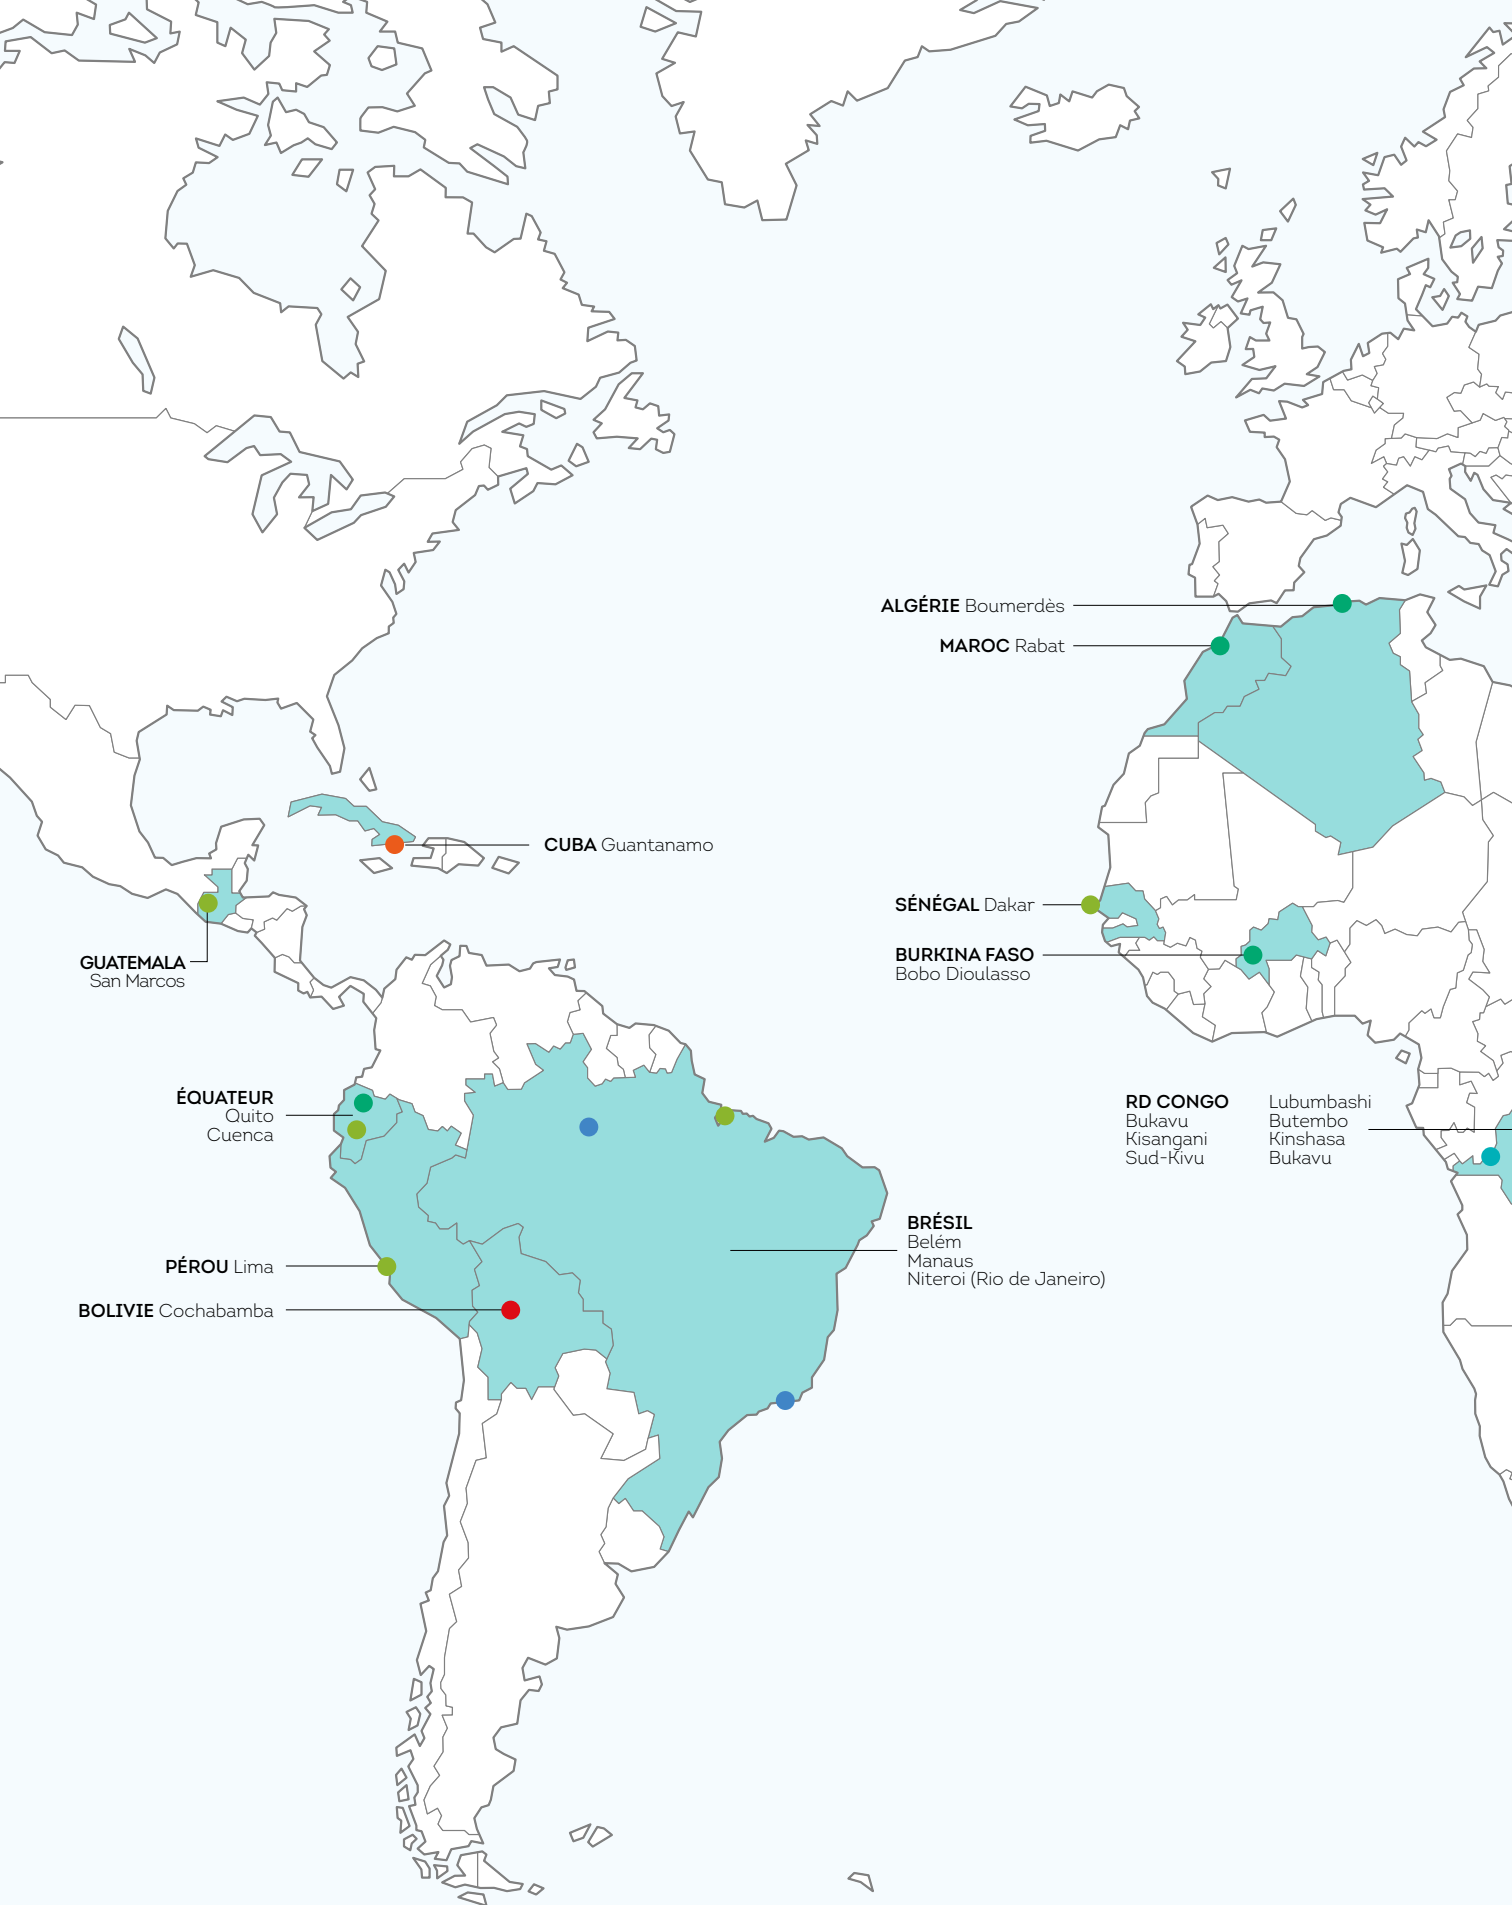 ALGÉRIE Boumerdès
MAROC Rabat
CUBA Guantanamo
SÉNÉGAL Dakar
BURKINA FASO
Bobo Dioulasso
GUATEMALA
San Marcos
ÉQUATEUR
Quito
Cuenca
RD CONGO
Bukavu
Kisangani
Sud-Kivu
Lubumbashi
Butembo
Kinshasa
Bukavu
BRÉSIL
Belém
Manaus
Niteroi (Rio de Janeiro)
PÉROU Lima
BOLIVIE Cochabamba